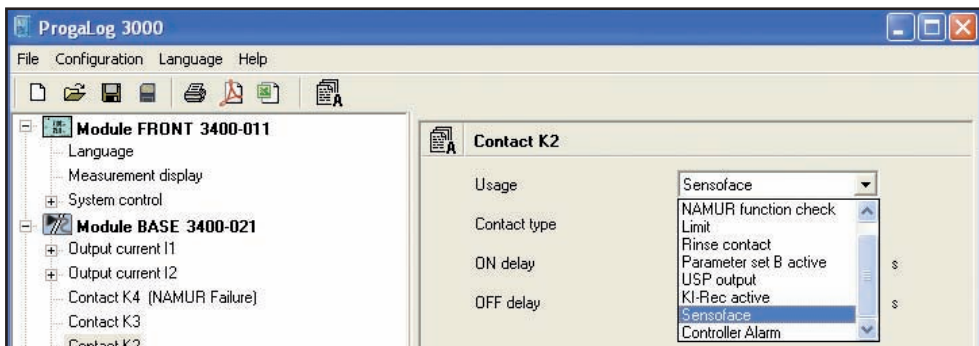 ProgaLog 3000
File Configuration Language Help
Module FRONT 3400-011
Language
Measurement display
System control
Module BASE 3400-021
Output current I1
Output current I2
Contact K4 (NAMUR Failure)
Contact K3
Contact K2
A
A
Contact K2
Usage
Sensoface
NAMUR function check
Limit
Rinse contact
Parameter set B active
USP output
KI-Rec active
Sensoface
Controller Alarm
Contact type
ON delay
s
OFF delay
s